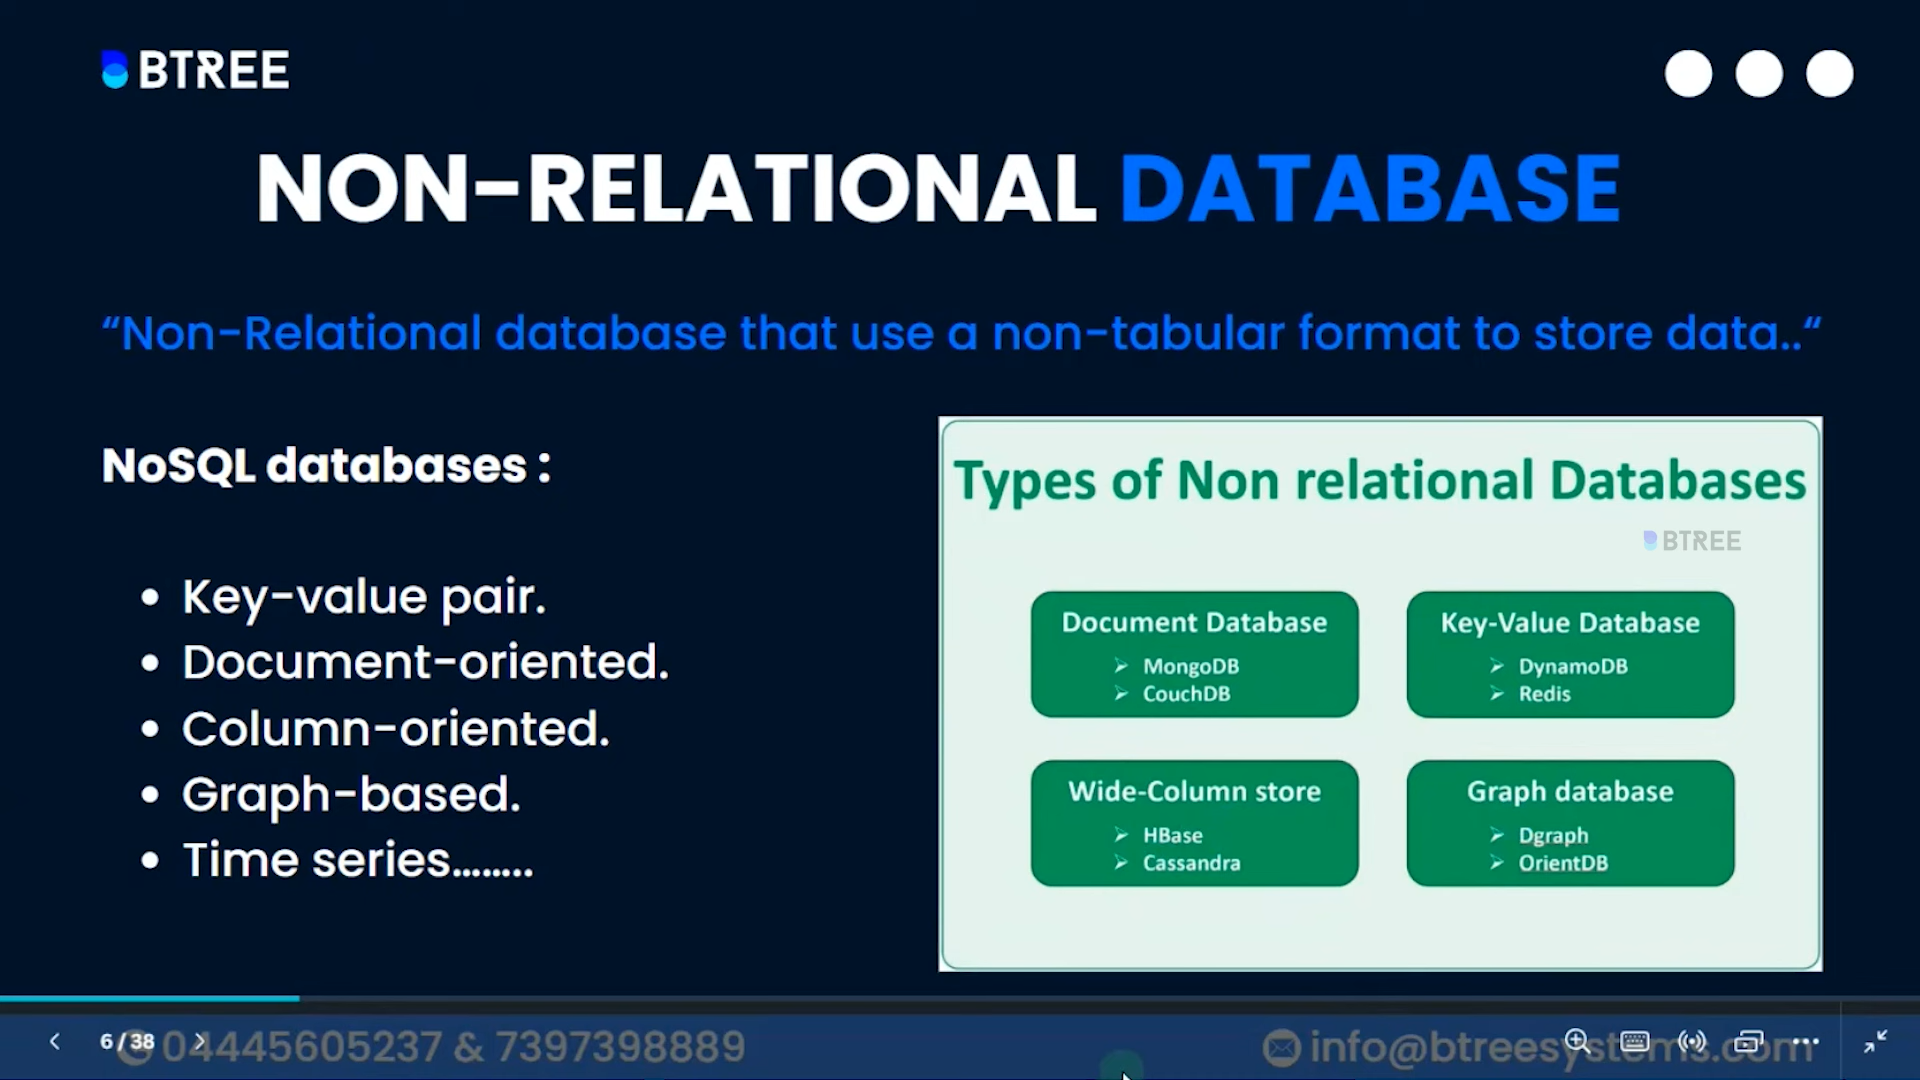 BTREE
NON-RELATIONAL DATABASE
“Non-Relational database that use a non-tabular format to store data..“
NoSQL databases :
• Key-value pair.
• Document-oriented.
• Column-oriented.
• Graph-based.
• Time series........
Types of Non relational Databases
BTREE
Document Database
➢ MongoDB
➢ CouchDB
Key-Value Database
➢ DynamoDB
➢ Redis
Wide-Column store
➢ HBase
➢ Cassandra
Graph database
➢ Dgraph
➢ OrientDB
6 / 38
04445605237 & 7397398889
info@btreesystems.com